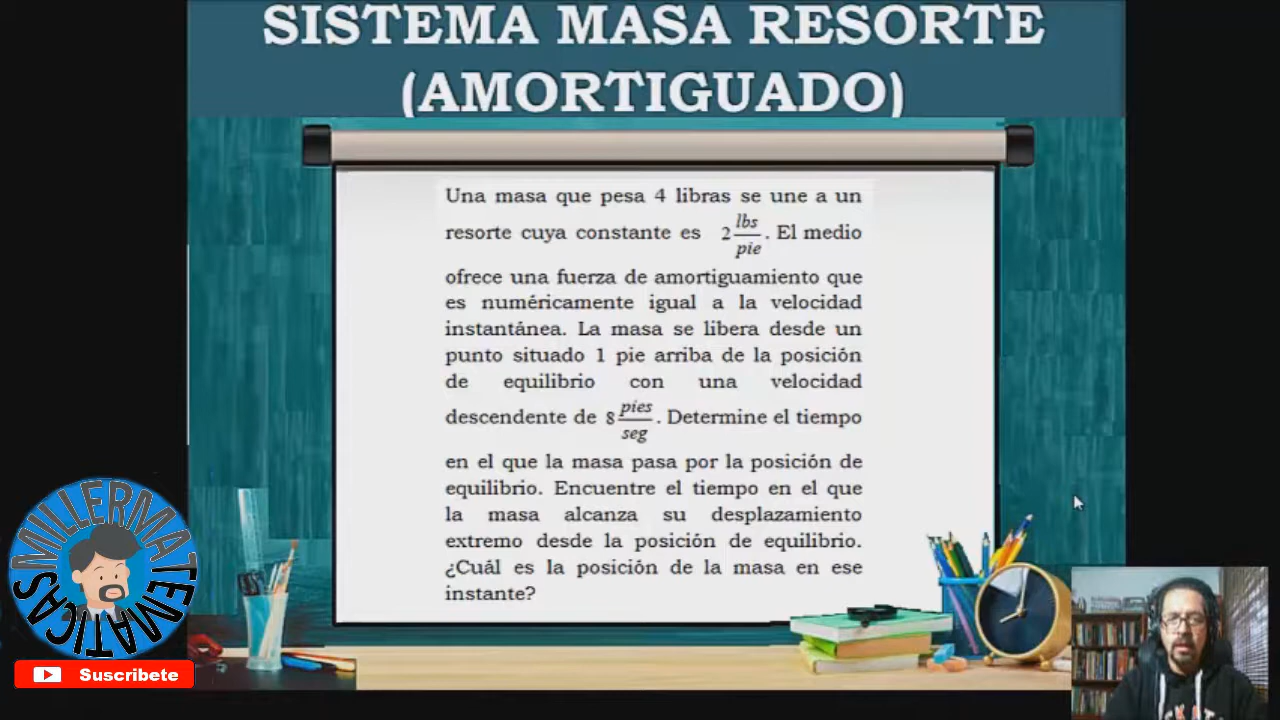 SISTEMA MASA RESORTE
(AMORTIGUADO)
Una masa que pesa 4 libras se une a un
resorte cuya constante es 2 lbs/pie. El medio
ofrece una fuerza de amortiguamiento que
es numéricamente igual a la velocidad
instantánea. La masa se libera desde un
punto situado 1 pie arriba de la posición
de equilibrio con una velocidad
descendente de 8 pies/seg. Determine el tiempo
en el que la masa pasa por la posición de
equilibrio. Encuentre el tiempo en el que
la masa alcanza su desplazamiento
extremo desde la posición de equilibrio.
¿Cuál es la posición de la masa en ese
instante?
MILLERMATEMATICAS
Suscribete